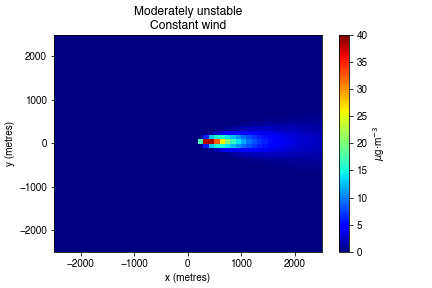 Moderately unstable
Constant wind
2000
1000
0
−1000
−2000
y (metres)
−2000 −1000 0 1000 2000
x (metres)
40
35
30
25
20
15
10
5
0
μg·m⁻³